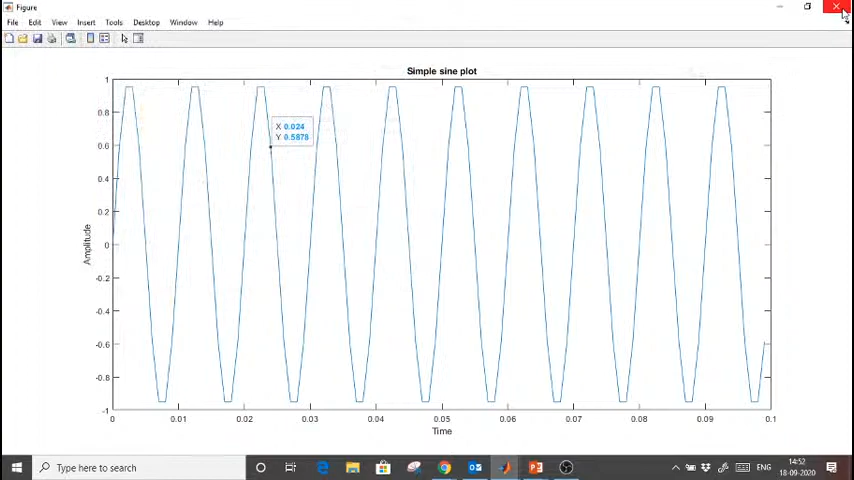 Figure
File Edit View Insert Tools Desktop Window Help
Simple sine plot
1
0.8
0.6
0.4
0.2
0
-0.2
-0.4
-0.6
-0.8
-1
Amplitude
X 0.024
Y 0.5878
0 0.01 0.02 0.03 0.04 0.05 0.06 0.07 0.08 0.09 0.1
Time
Type here to search
ENG
14:52
18-09-2020